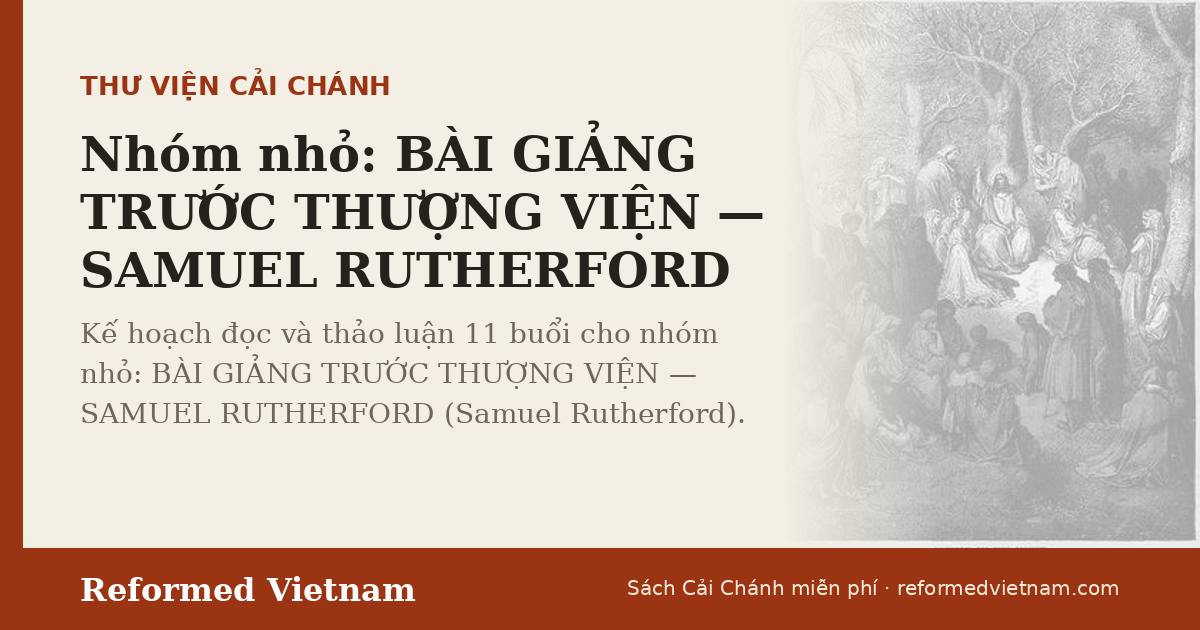 THƯ VIỆN CẢI CHÁNH
Nhóm nhỏ: BÀI GIẢNG
TRƯỚC THƯỢNG VIỆN —
SAMUEL RUTHERFORD
Kế hoạch đọc và thảo luận 11 buổi cho nhóm
nhỏ: BÀI GIẢNG TRƯỚC THƯỢNG VIỆN —
SAMUEL RUTHERFORD (Samuel Rutherford).
Reformed Vietnam
Sách Cải Chánh miễn phí · reformedvietnam.com